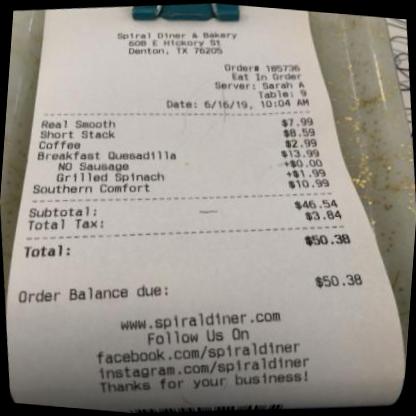 Spiral Diner & Bakery
608 E Hickory St
Denton, TX 76205
Order# 185736
Eat In Order
Server: Sarah A
Table: 9
Date: 6/16/19, 10:04 AM
Real Smooth $7.99
Short Stack $8.59
Coffee $2.99
Breakfast Quesadilla $13.99
NO Sausage +$0.00
Grilled Spinach +$1.99
Southern Comfort $10.99
Subtotal: $46.54
Total Tax: $3.84
Total: $50.38
Order Balance due: $50.38
www.spiraldiner.com
Follow Us On
facebook.com/spiraldiner
instagram.com/spiraldiner
Thanks for your business!